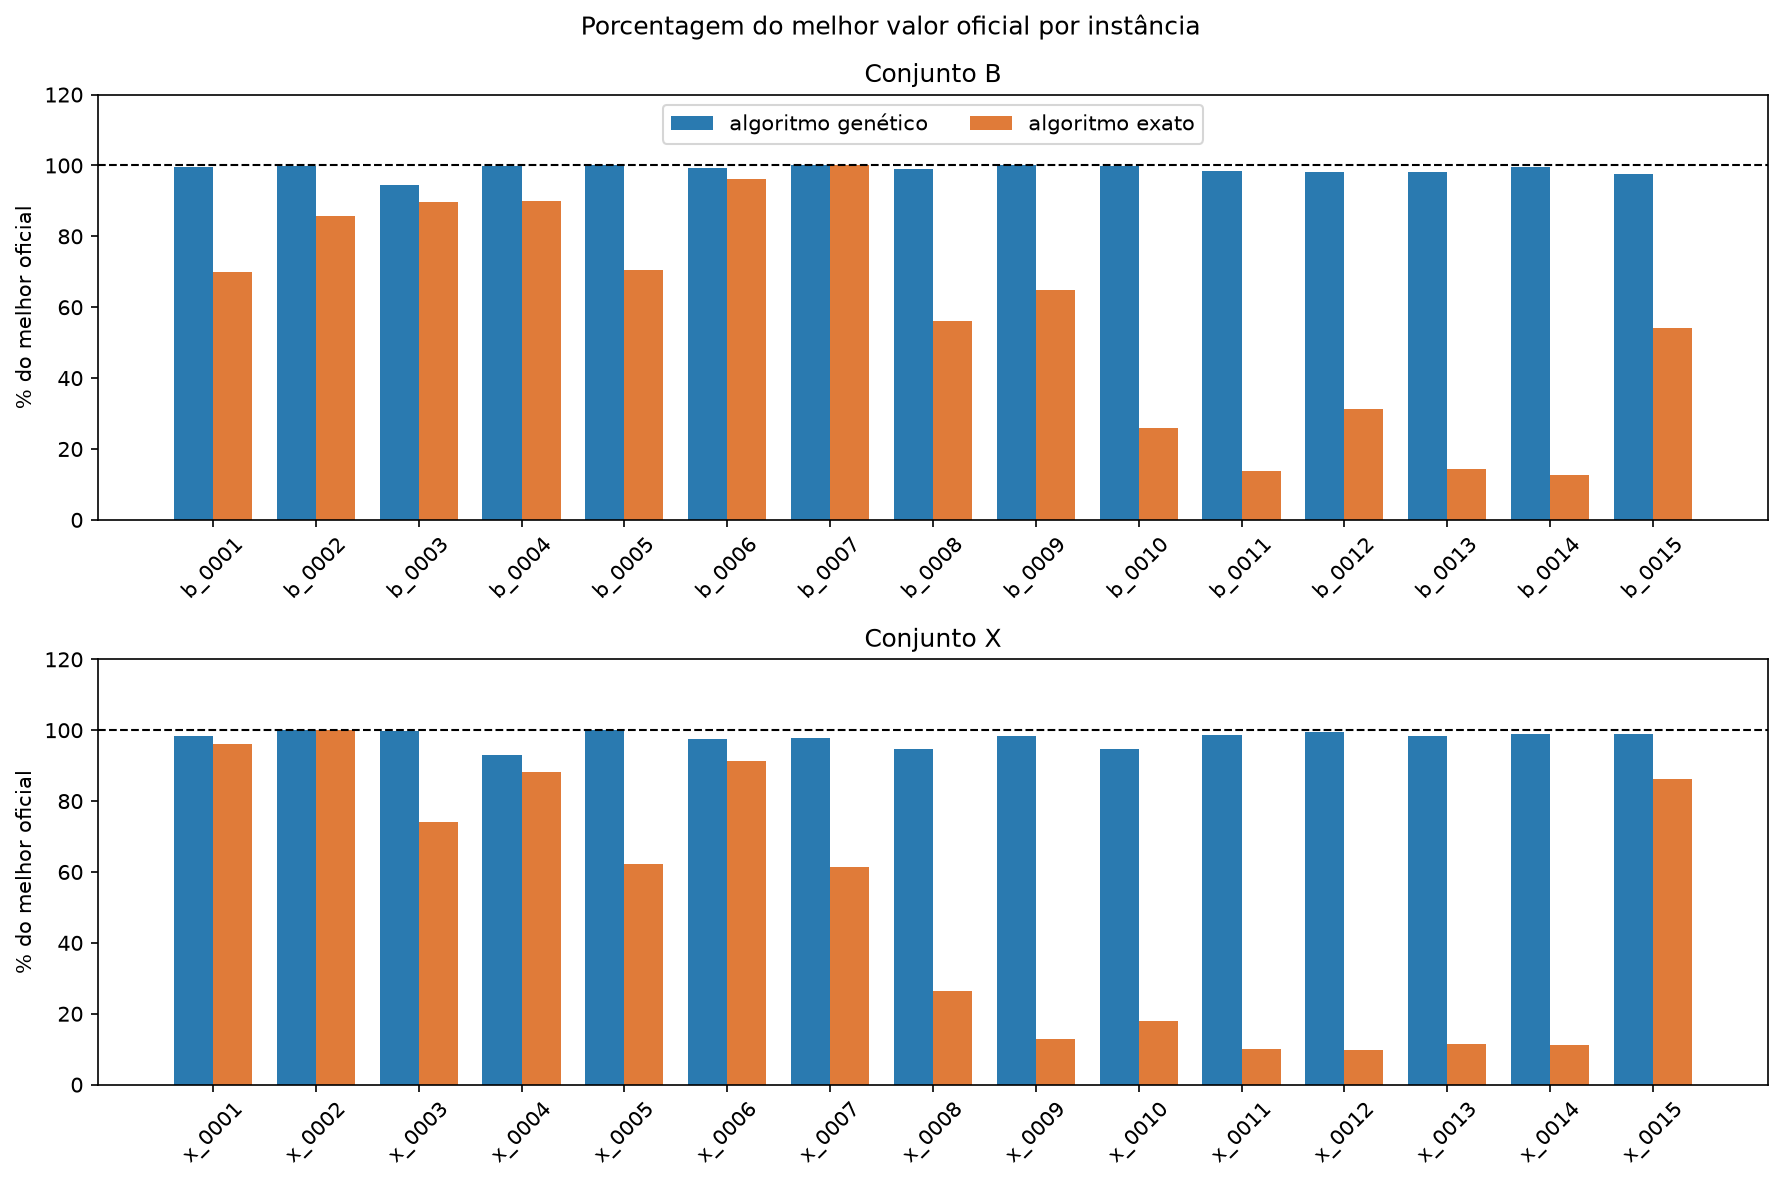 Porcentagem do melhor valor oficial por instância
Conjunto B
algoritmo genético
algoritmo exato
% do melhor oficial
120
100
80
60
40
20
0
b_0001
b_0002
b_0003
b_0004
b_0005
b_0006
b_0007
b_0008
b_0009
b_0010
b_0011
b_0012
b_0013
b_0014
b_0015
Conjunto X
% do melhor oficial
120
100
80
60
40
20
0
x_0001
x_0002
x_0003
x_0004
x_0005
x_0006
x_0007
x_0008
x_0009
x_0010
x_0011
x_0012
x_0013
x_0014
x_0015